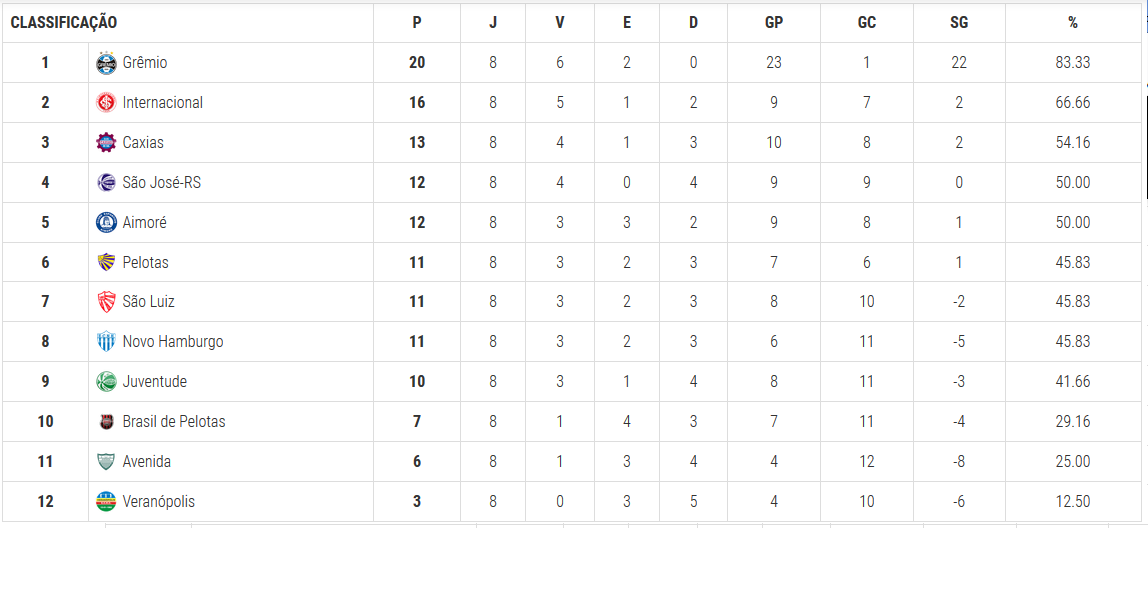 CLASSIFICAÇÃO P J V E D GP GC SG %
1 Grêmio 20 8 6 2 0 23 1 22 83.33
2 Internacional 16 8 5 1 2 9 7 2 66.66
3 Caxias 13 8 4 1 3 10 8 2 54.16
4 São José-RS 12 8 4 0 4 9 9 0 50.00
5 Aimoré 12 8 3 3 2 9 8 1 50.00
6 Pelotas 11 8 3 2 3 7 6 1 45.83
7 São Luiz 11 8 3 2 3 8 10 -2 45.83
8 Novo Hamburgo 11 8 3 2 3 6 11 -5 45.83
9 Juventude 10 8 3 1 4 8 11 -3 41.66
10 Brasil de Pelotas 7 8 1 4 3 7 11 -4 29.16
11 Avenida 6 8 1 3 4 4 12 -8 25.00
12 Veranópolis 3 8 0 3 5 4 10 -6 12.50